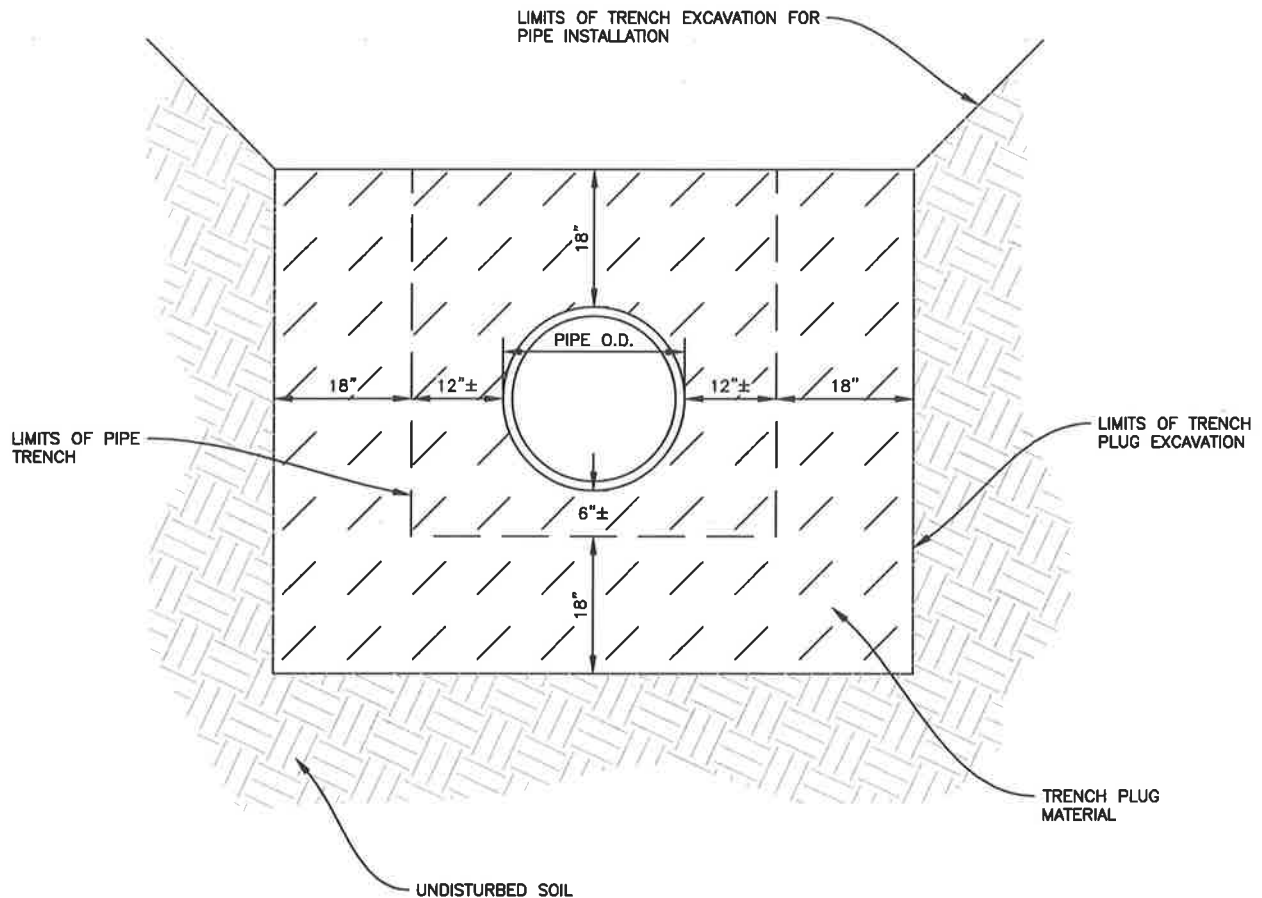 LIMITS OF TRENCH EXCAVATION FOR
PIPE INSTALLATION
18"
PIPE O.D.
18"
12"±
12"±
18"
LIMITS OF PIPE
TRENCH
LIMITS OF TRENCH
PLUG EXCAVATION
6"±
18"
TRENCH PLUG
MATERIAL
UNDISTURBED SOIL